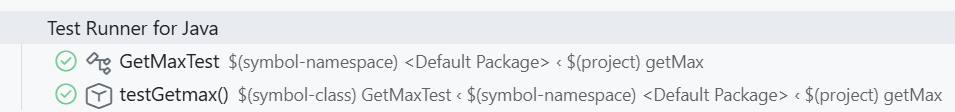 Test Runner for Java
GetMaxTest $(symbol-namespace) <Default Package> ‹ $(project) getMax
testGetmax() $(symbol-class) GetMaxTest ‹ $(symbol-namespace) <Default Package> ‹ $(project) getMax